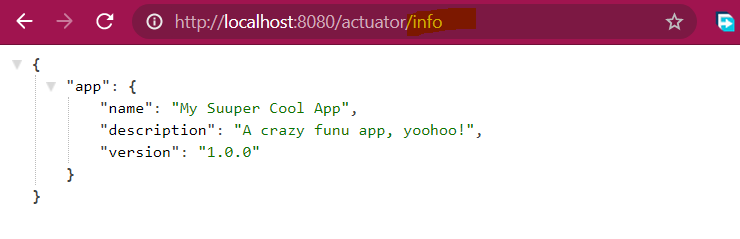 http://localhost:8080/actuator/info
{
"app": {
"name": "My Suuper Cool App",
"description": "A crazy funu app, yoohoo!",
"version": "1.0.0"
}
}